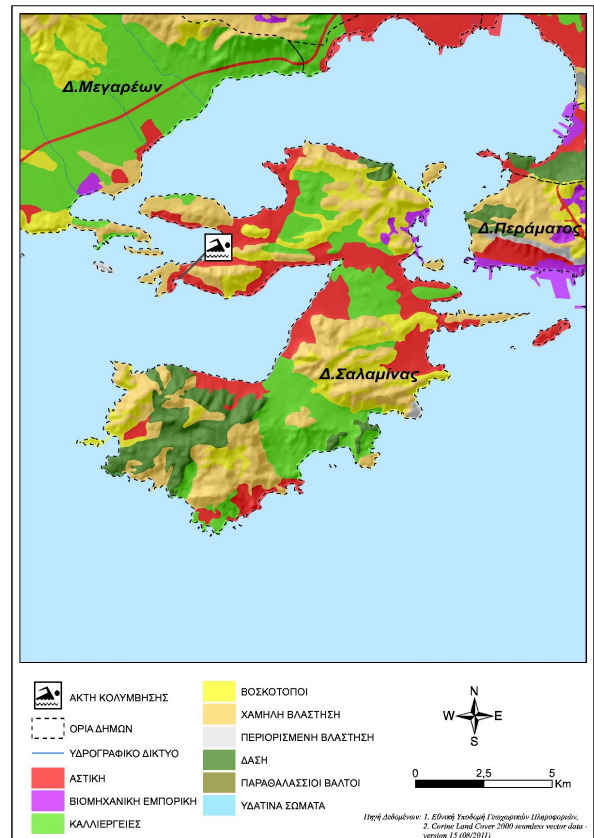 Δ.Μεγαρέων
Δ.Περάματος
Δ.Σαλαμίνας
ΑΚΤΗ ΚΟΛΥΜΒΗΣΗΣ
ΟΡΙΑ ΔΗΜΩΝ
ΥΔΡΟΓΡΑΦΙΚΟ ΔΙΚΤΥΟ
ΑΣΤΙΚΗ
ΒΙΟΜΗΧΑΝΙΚΗ ΕΜΠΟΡΙΚΗ
ΚΑΛΛΙΕΡΓΕΙΕΣ
ΒΟΣΚΟΤΟΠΟΙ
ΧΑΜΗΛΗ ΒΛΑΣΤΗΣΗ
ΠΕΡΙΟΡΙΣΜΕΝΗ ΒΛΑΣΤΗΣΗ
ΔΑΣΗ
ΠΑΡΑΘΑΛΑΣΣΙΟΙ ΒΑΛΤΟΙ
ΥΔΑΤΙΝΑ ΣΩΜΑΤΑ
N
W E
S
0 2,5 5
Km
Πηγή Δεδομένων: 1. Εθνική Υποδομή Γεωχωρικών Πληροφοριών,
2. Corine Land Cover 2000 seamless vector data -
version 15 (08/2011)